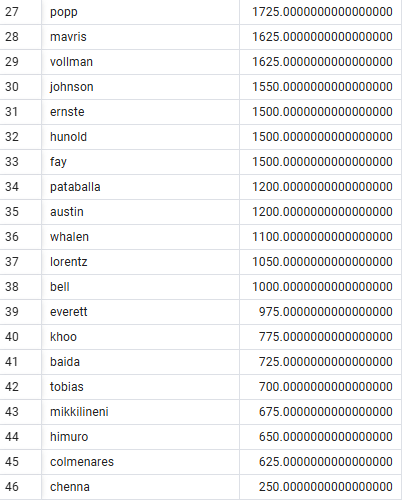 27 popp 1725.0000000000000000
28 mavris 1625.0000000000000000
29 vollman 1625.0000000000000000
30 johnson 1550.0000000000000000
31 ernste 1500.0000000000000000
32 hunold 1500.0000000000000000
33 fay 1500.0000000000000000
34 pataballa 1200.0000000000000000
35 austin 1200.0000000000000000
36 whalen 1100.0000000000000000
37 lorentz 1050.0000000000000000
38 bell 1000.0000000000000000
39 everett 975.0000000000000000
40 khoo 775.0000000000000000
41 baida 725.0000000000000000
42 tobias 700.0000000000000000
43 mikkilineni 675.0000000000000000
44 himuro 650.0000000000000000
45 colmenares 625.0000000000000000
46 chenna 250.0000000000000000